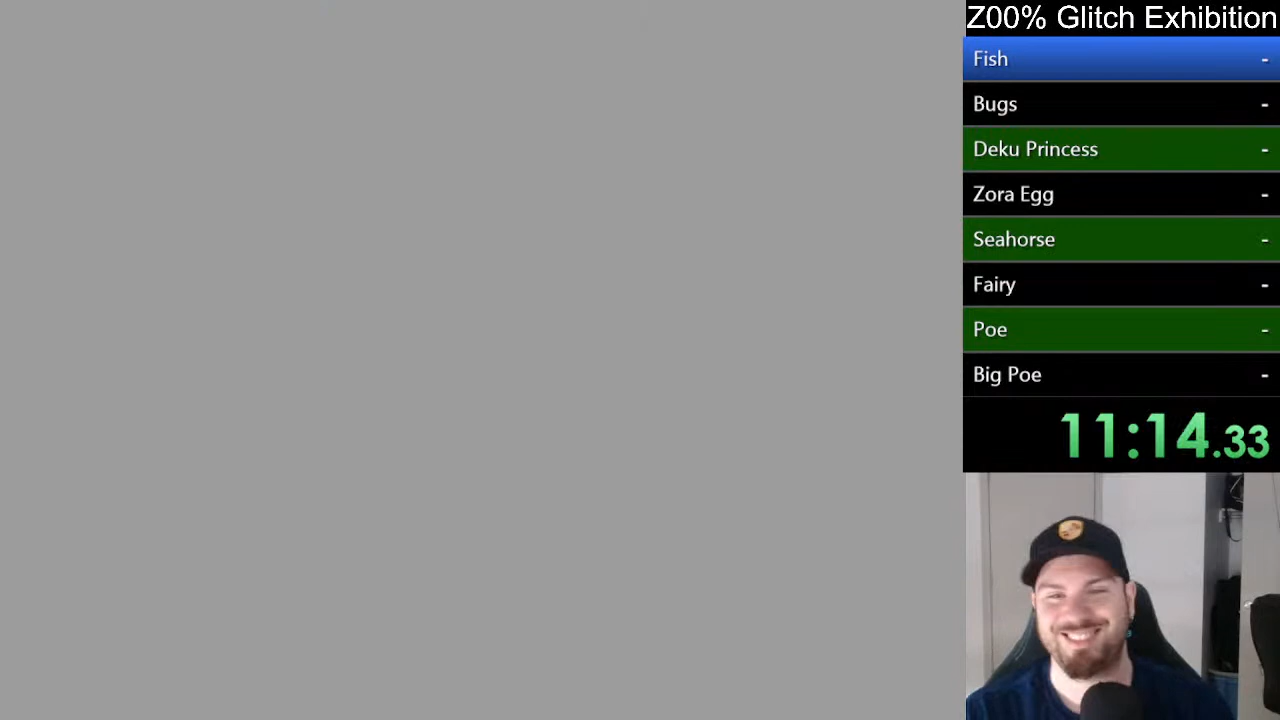 Z00% Glitch Exhibition
Fish -
Bugs -
Deku Princess -
Zora Egg -
Seahorse -
Fairy -
Poe -
Big Poe -
11:14.33